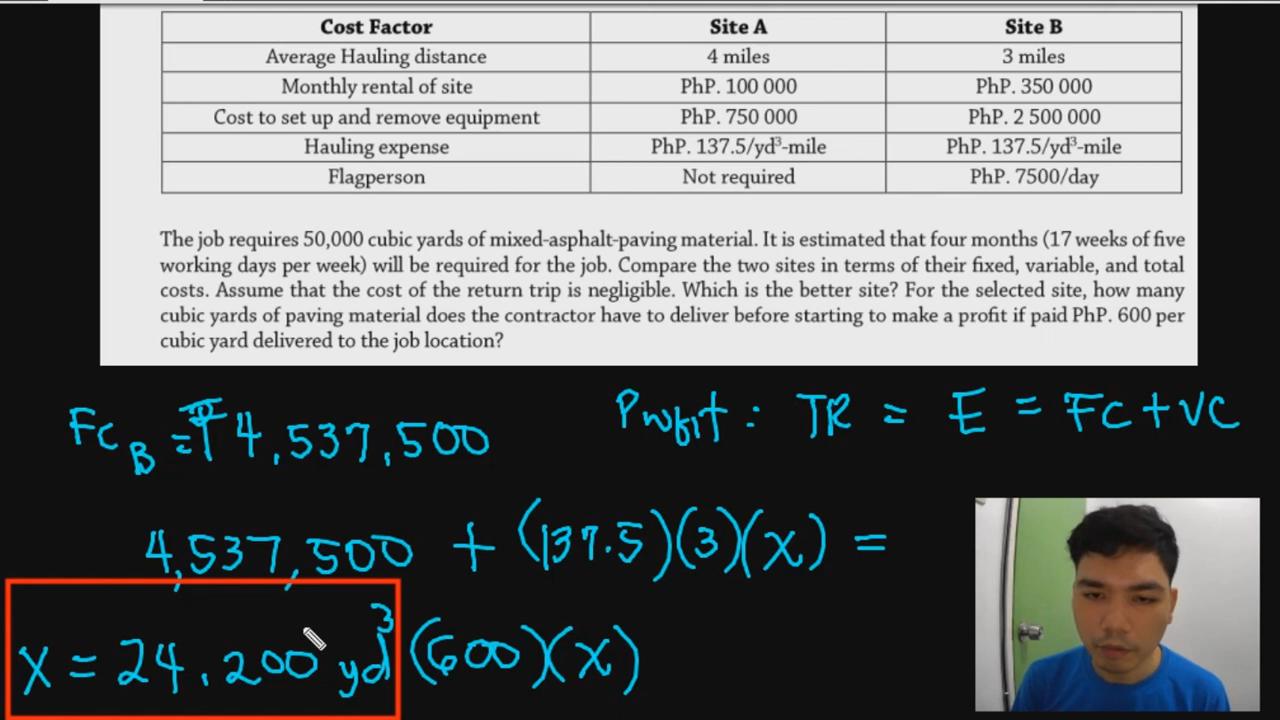 Cost Factor Site A Site B
Average Hauling distance 4 miles 3 miles
Monthly rental of site PhP. 100 000 PhP. 350 000
Cost to set up and remove equipment PhP. 750 000 PhP. 2 500 000
Hauling expense PhP. 137.5/yd³-mile PhP. 137.5/yd³-mile
Flagperson Not required PhP. 7500/day
The job requires 50,000 cubic yards of mixed-asphalt-paving material. It is estimated that four months (17 weeks of five
working days per week) will be required for the job. Compare the two sites in terms of their fixed, variable, and total
costs. Assume that the cost of the return trip is negligible. Which is the better site? For the selected site, how many
cubic yards of paving material does the contractor have to deliver before starting to make a profit if paid PhP. 600 per
cubic yard delivered to the job location?
FC_B = ₱4,537,500 Profit: TR = E = FC + VC
4,537,500 + (137.5)(3)(x) =
x = 24,200 yd³ (600)(x)